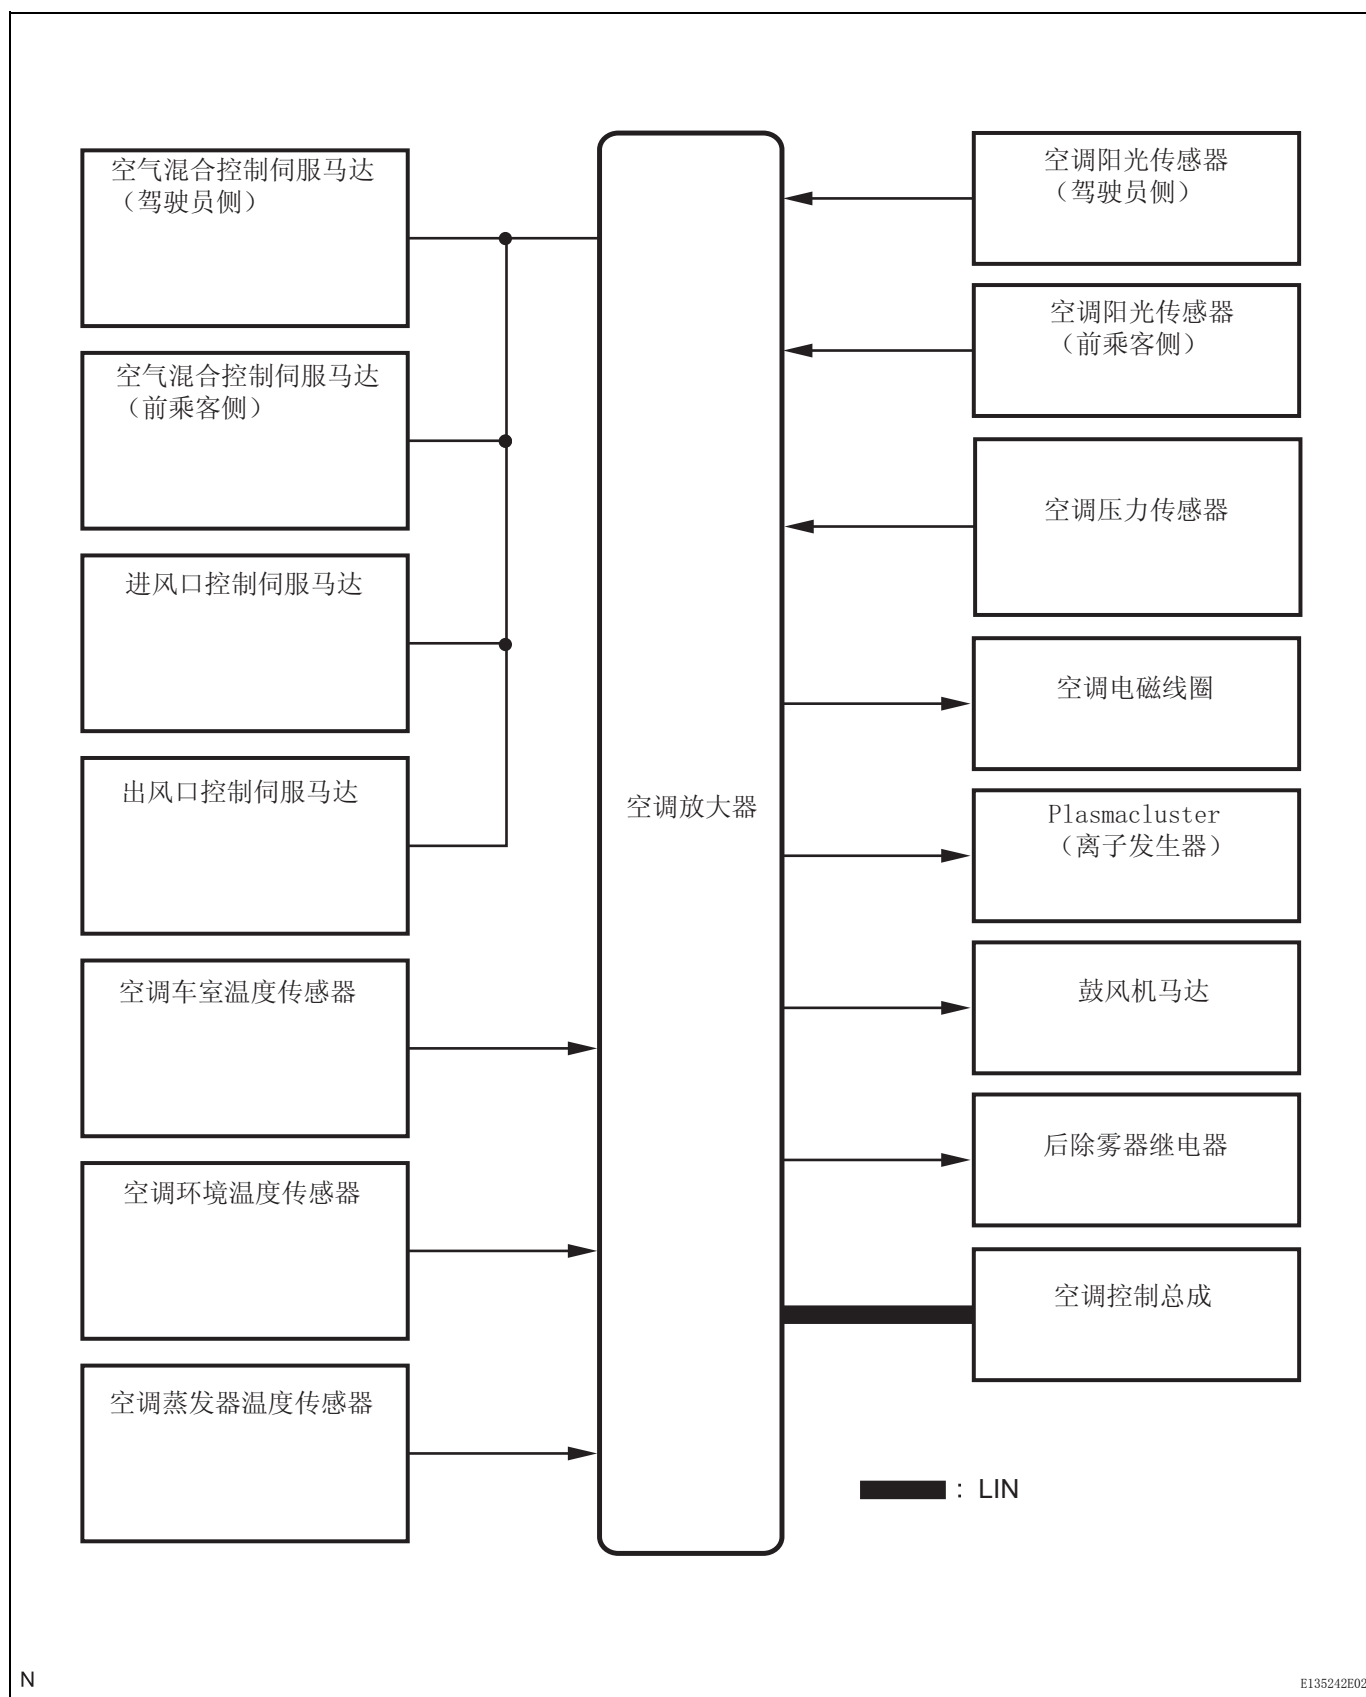 空气混合控制伺服马达
（驾驶员侧）
空气混合控制伺服马达
（前乘客侧）
进风口控制伺服马达
出风口控制伺服马达
空调车室温度传感器
空调环境温度传感器
空调蒸发器温度传感器
空调放大器
空调阳光传感器
（驾驶员侧）
空调阳光传感器
（前乘客侧）
空调压力传感器
空调电磁线圈
Plasmacluster
（离子发生器）
鼓风机马达
后除雾器继电器
空调控制总成
: LIN
N
E135242E02